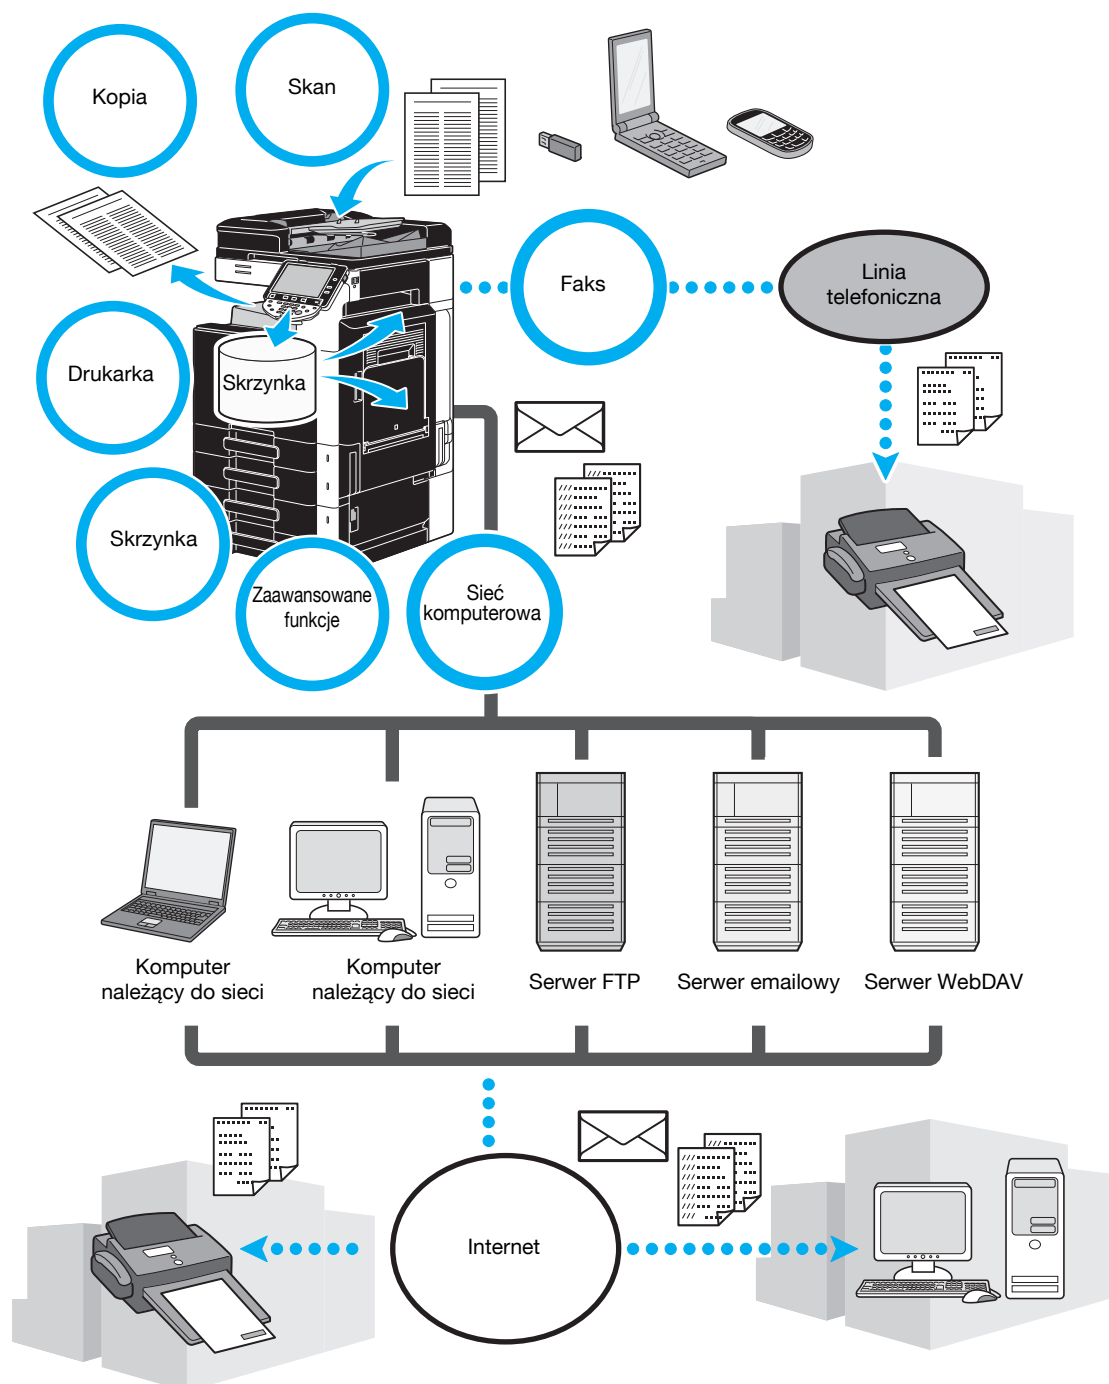 Kopia
Skan
Faks
Linia
telefoniczna
Drukarka
Skrzynka
Skrzynka
Zaawansowane
funkcje
Sieć
komputerowa
Komputer
należący do sieci
Komputer
należący do sieci
Serwer FTP
Serwer emailowy
Serwer WebDAV
Internet